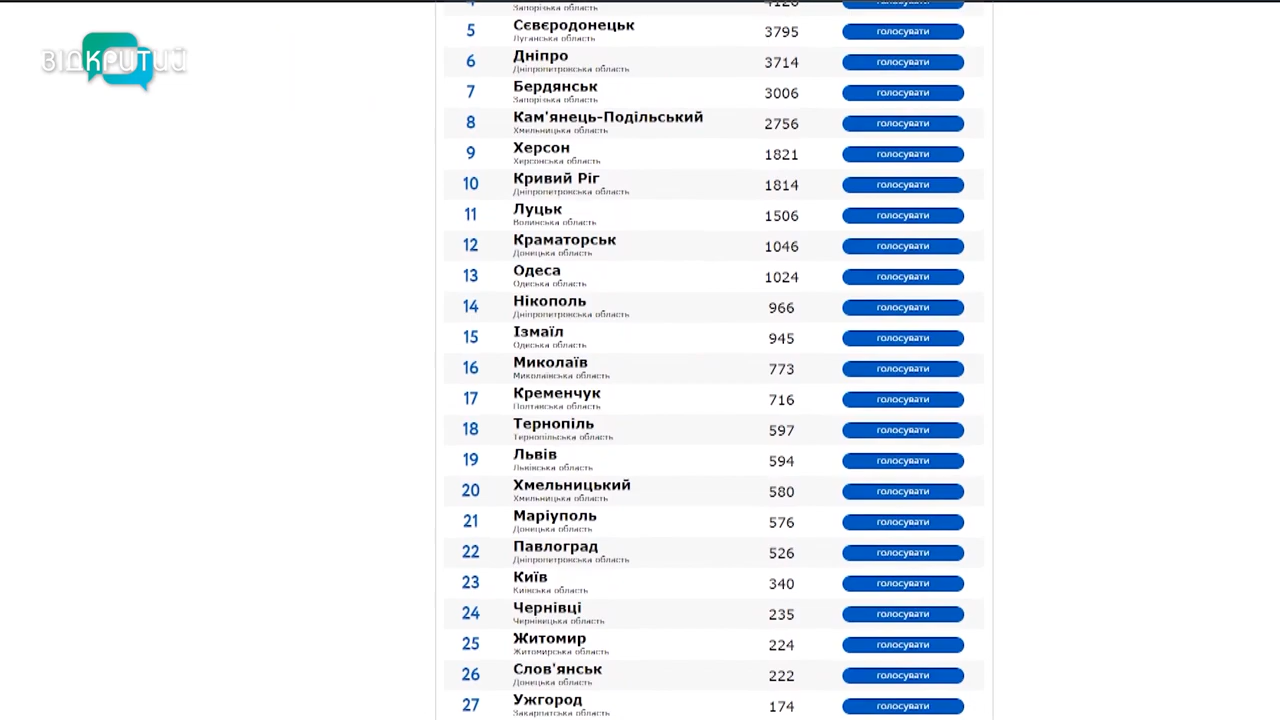 Запорізька область
ВІДКРИТИЙ
5 Сєвєродонецьк 3795 голосувати
Луганська область
6 Дніпро 3714 голосувати
Дніпропетровська область
7 Бердянськ 3006 голосувати
Запорізька область
8 Кам'янець-Подільський 2756 голосувати
Хмельницька область
9 Херсон 1821 голосувати
Херсонська область
10 Кривий Ріг 1814 голосувати
Дніпропетровська область
11 Луцьк 1506 голосувати
Волинська область
12 Краматорськ 1046 голосувати
Донецька область
13 Одеса 1024 голосувати
Одеська область
14 Нікополь 966 голосувати
Дніпропетровська область
15 Ізмаїл 945 голосувати
Одеська область
16 Миколаїв 773 голосувати
Миколаївська область
17 Кременчук 716 голосувати
Полтавська область
18 Тернопіль 597 голосувати
Тернопільська область
19 Львів 594 голосувати
Львівська область
20 Хмельницький 580 голосувати
Хмельницька область
21 Маріуполь 576 голосувати
Донецька область
22 Павлоград 526 голосувати
Дніпропетровська область
23 Київ 340 голосувати
Київська область
24 Чернівці 235 голосувати
Чернівецька область
25 Житомир 224 голосувати
Житомирська область
26 Слов'янськ 222 голосувати
Донецька область
27 Ужгород 174 голосувати
Закарпатська область